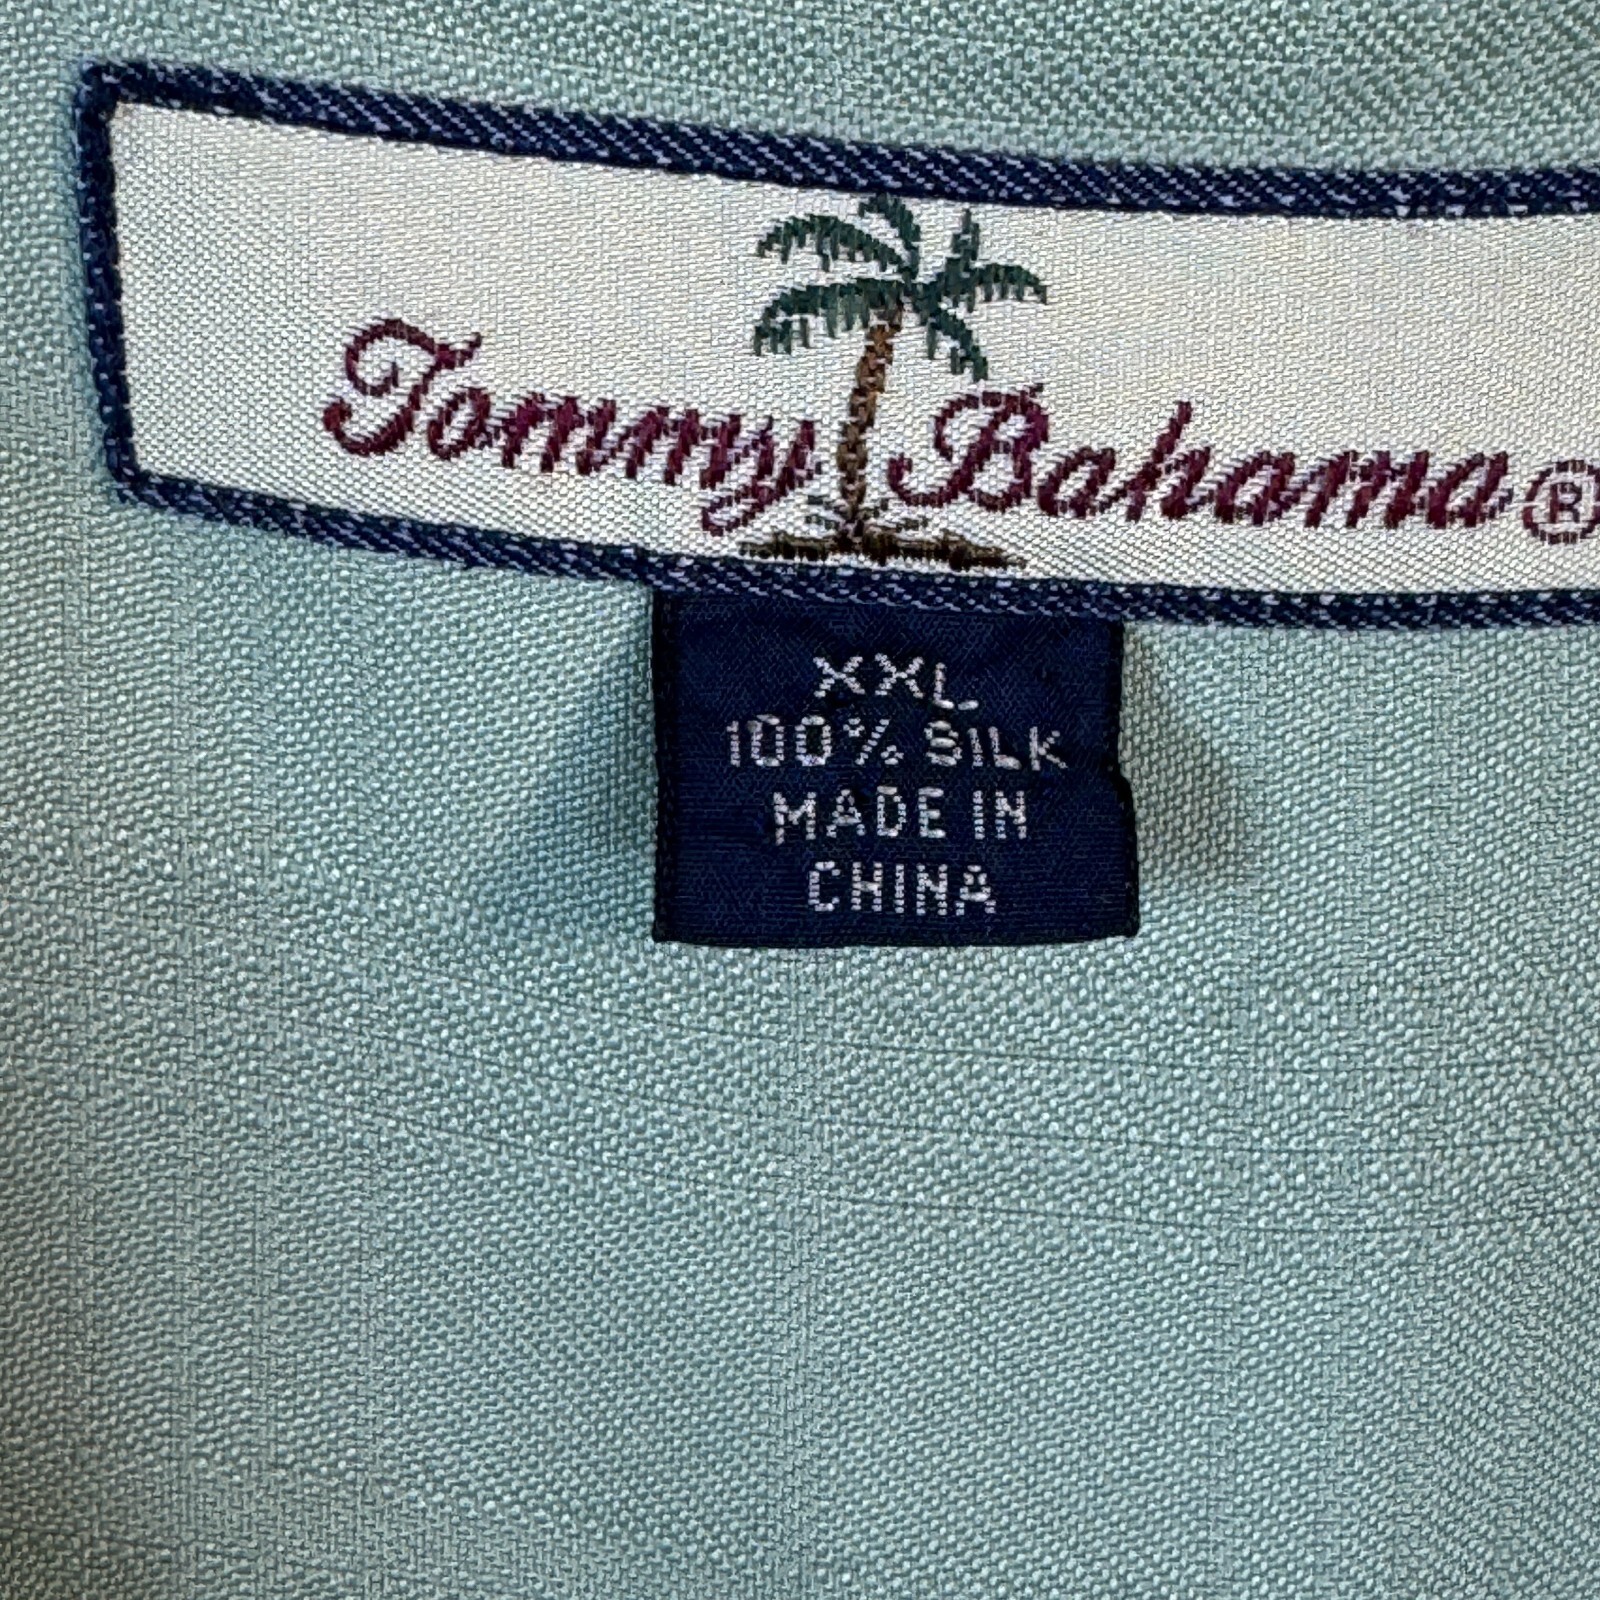 Tommy Bahama®
XXL
100% SILK
MADE IN
CHINA